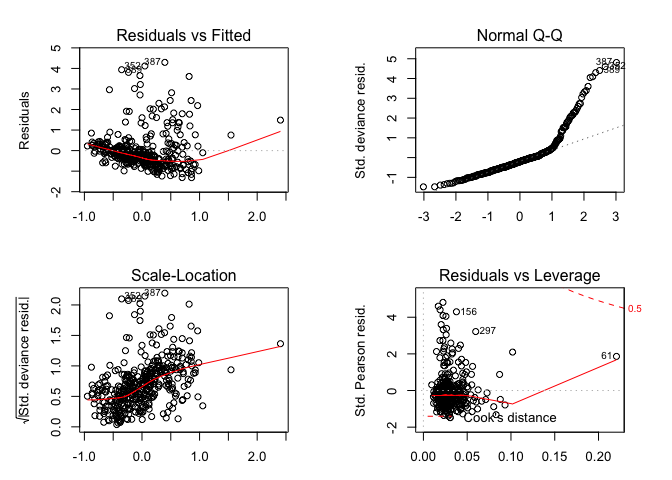 Residuals vs Fitted
Residuals
-2 0 1 2 3 4 5
352 387
-1.0 0.0 1.0 2.0
Normal Q-Q
Std. deviance resid.
-1 1 2 3 4 5
387
382
389
-3 -2 -1 0 1 2 3
Scale-Location
√|Std. deviance resid.|
0.0 0.5 1.0 1.5 2.0
387
-1.0 0.0 1.0 2.0
Residuals vs Leverage
Std. Pearson resid.
-2 0 2 4
156
297
61
0.5
Cook's distance
0.00 0.05 0.10 0.15 0.20